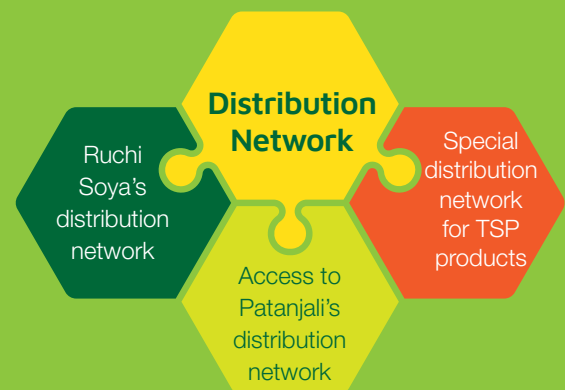 Distribution
Network
Ruchi
Soya's
distribution
network
Special
distribution
network
for TSP
products
Access to
Patanjali's
distribution
network